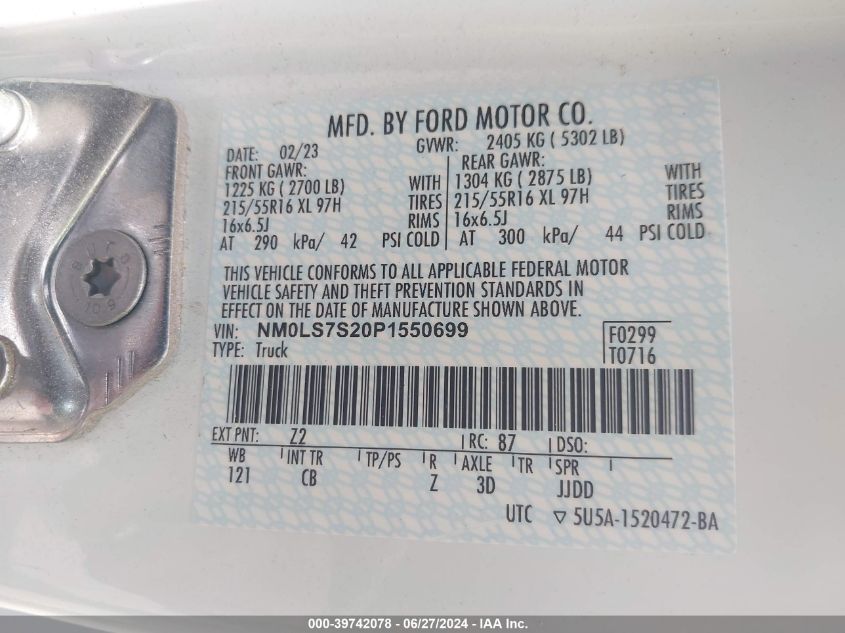 MFD. BY FORD MOTOR CO.
DATE: 02/23 GVWR: 2405 KG ( 5302 LB)
FRONT GAWR: REAR GAWR:
1225 KG ( 2700 LB) WITH 1304 KG ( 2875 LB) WITH
215/55R16 XL 97H TIRES 215/55R16 XL 97H TIRES
16x6.5J RIMS 16x6.5J RIMS
AT 290 kPa/ 42 PSI COLD AT 300 kPa/ 44 PSI COLD
THIS VEHICLE CONFORMS TO ALL APPLICABLE FEDERAL MOTOR
VEHICLE SAFETY AND THEFT PREVENTION STANDARDS IN
EFFECT ON THE DATE OF MANUFACTURE SHOWN ABOVE.
VIN: NM0LS7S20P1550699 F0299
TYPE: Truck T0716
EXT PNT: Z2 RC: 87 DSO:
WB INT TR TP/PS R AXLE TR SPR
121 CB Z 3D JJDD
UTC ▽ 5U5A-1520472-BA
000-39742078 - 06/27/2024 - www.iaai.com - Copyright © 2024 IAA, Inc.